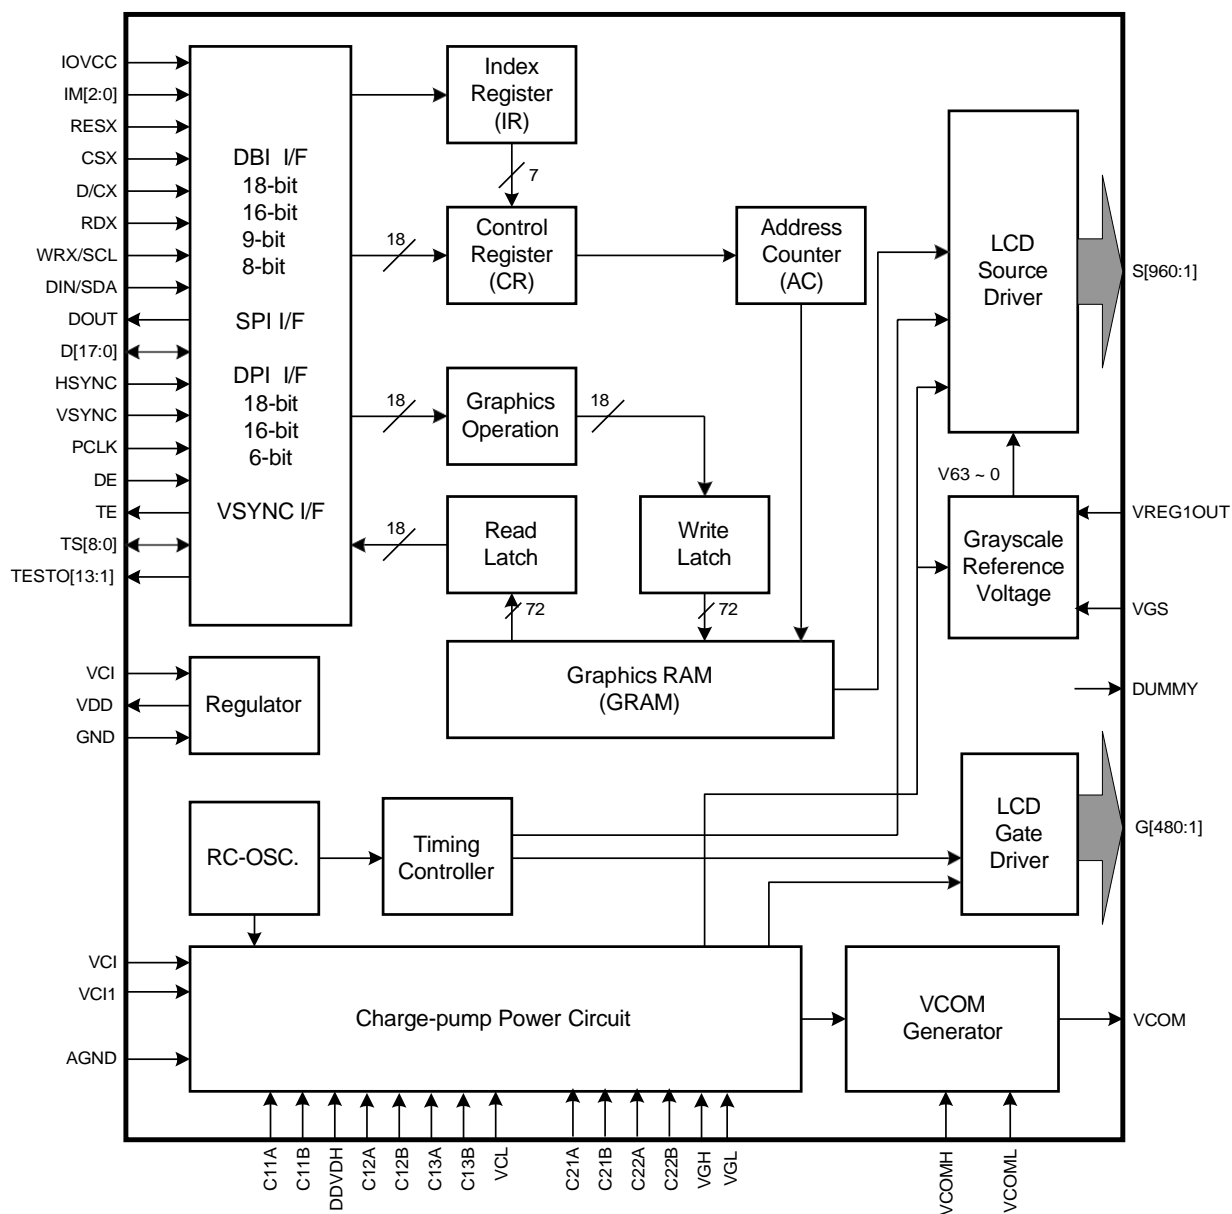 IOVCC
IM[2:0]
RESX
CSX
D/CX
RDX
WRX/SCL
DIN/SDA
DOUT
D[17:0]
HSYNC
VSYNC
PCLK
DE
TE
TS[8:0]
TESTO[13:1]
DBI I/F
18-bit
16-bit
9-bit
8-bit
SPI I/F
DPI I/F
18-bit
16-bit
6-bit
VSYNC I/F
Index
Register
(IR)
7
18
Control
Register
(CR)
Address
Counter
(AC)
18
Graphics
Operation
18
18
Read
Latch
Write
Latch
72
72
Graphics RAM
(GRAM)
LCD
Source
Driver
S[960:1]
V63 ~ 0
Grayscale
Reference
Voltage
VREG1OUT
VGS
DUMMY
VCI
VDD
GND
Regulator
RC-OSC.
Timing
Controller
LCD
Gate
Driver
G[480:1]
VCI
VCI1
AGND
Charge-pump Power Circuit
VCOM
Generator
VCOM
C11A
C11B
DDVDH
C12A
C12B
C13A
C13B
VCL
C21A
C21B
C22A
C22B
VGH
VGL
VCOMH
VCOML